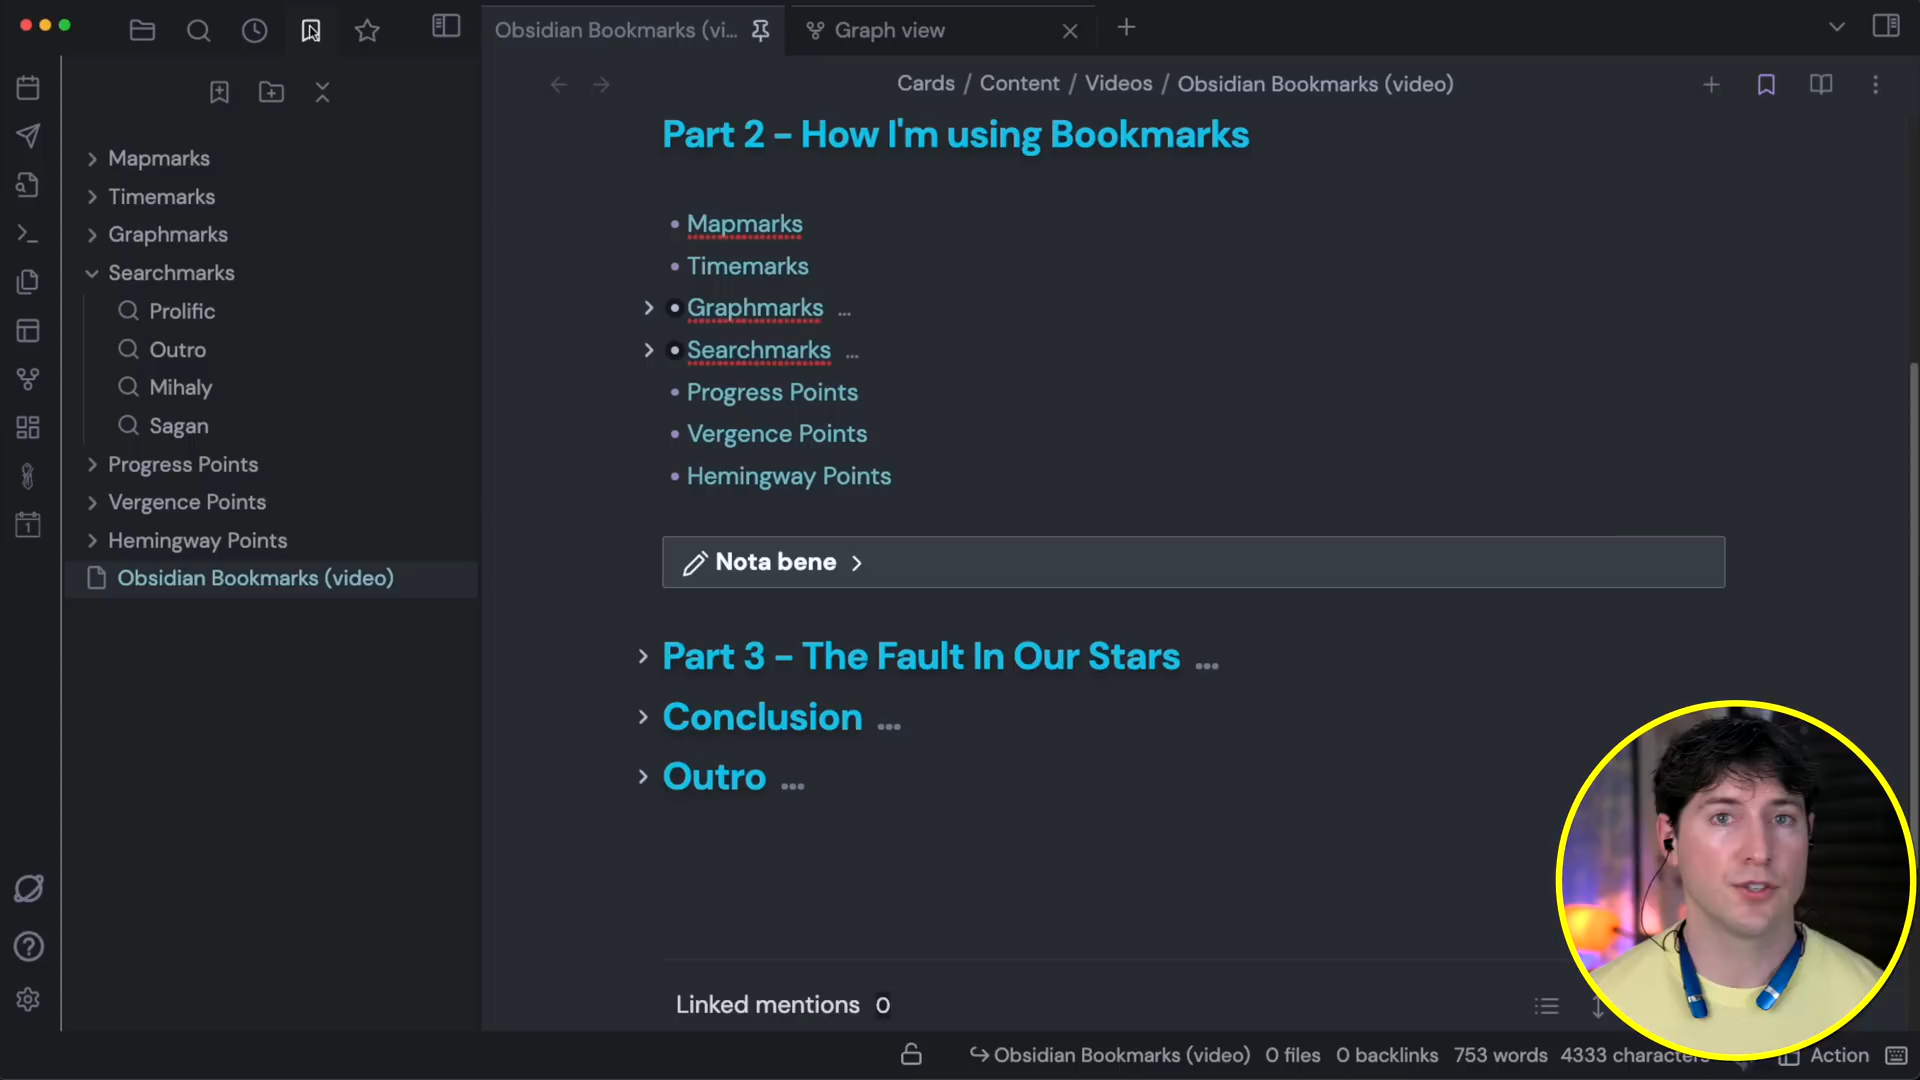 Obsidian Bookmarks (vi...
Graph view
Cards / Content / Videos / Obsidian Bookmarks (video)
Mapmarks
Timemarks
Graphmarks
Searchmarks
Prolific
Outro
Mihaly
Sagan
Progress Points
Vergence Points
Hemingway Points
Obsidian Bookmarks (video)
Part 2 – How I'm using Bookmarks
• Mapmarks
• Timemarks
• Graphmarks ...
• Searchmarks ...
• Progress Points
• Vergence Points
• Hemingway Points
Nota bene
Part 3 – The Fault In Our Stars ...
Conclusion ...
Outro ...
Linked mentions 0
1
Obsidian Bookmarks (video) 0 files 0 backlinks 753 words 4333 characters Action